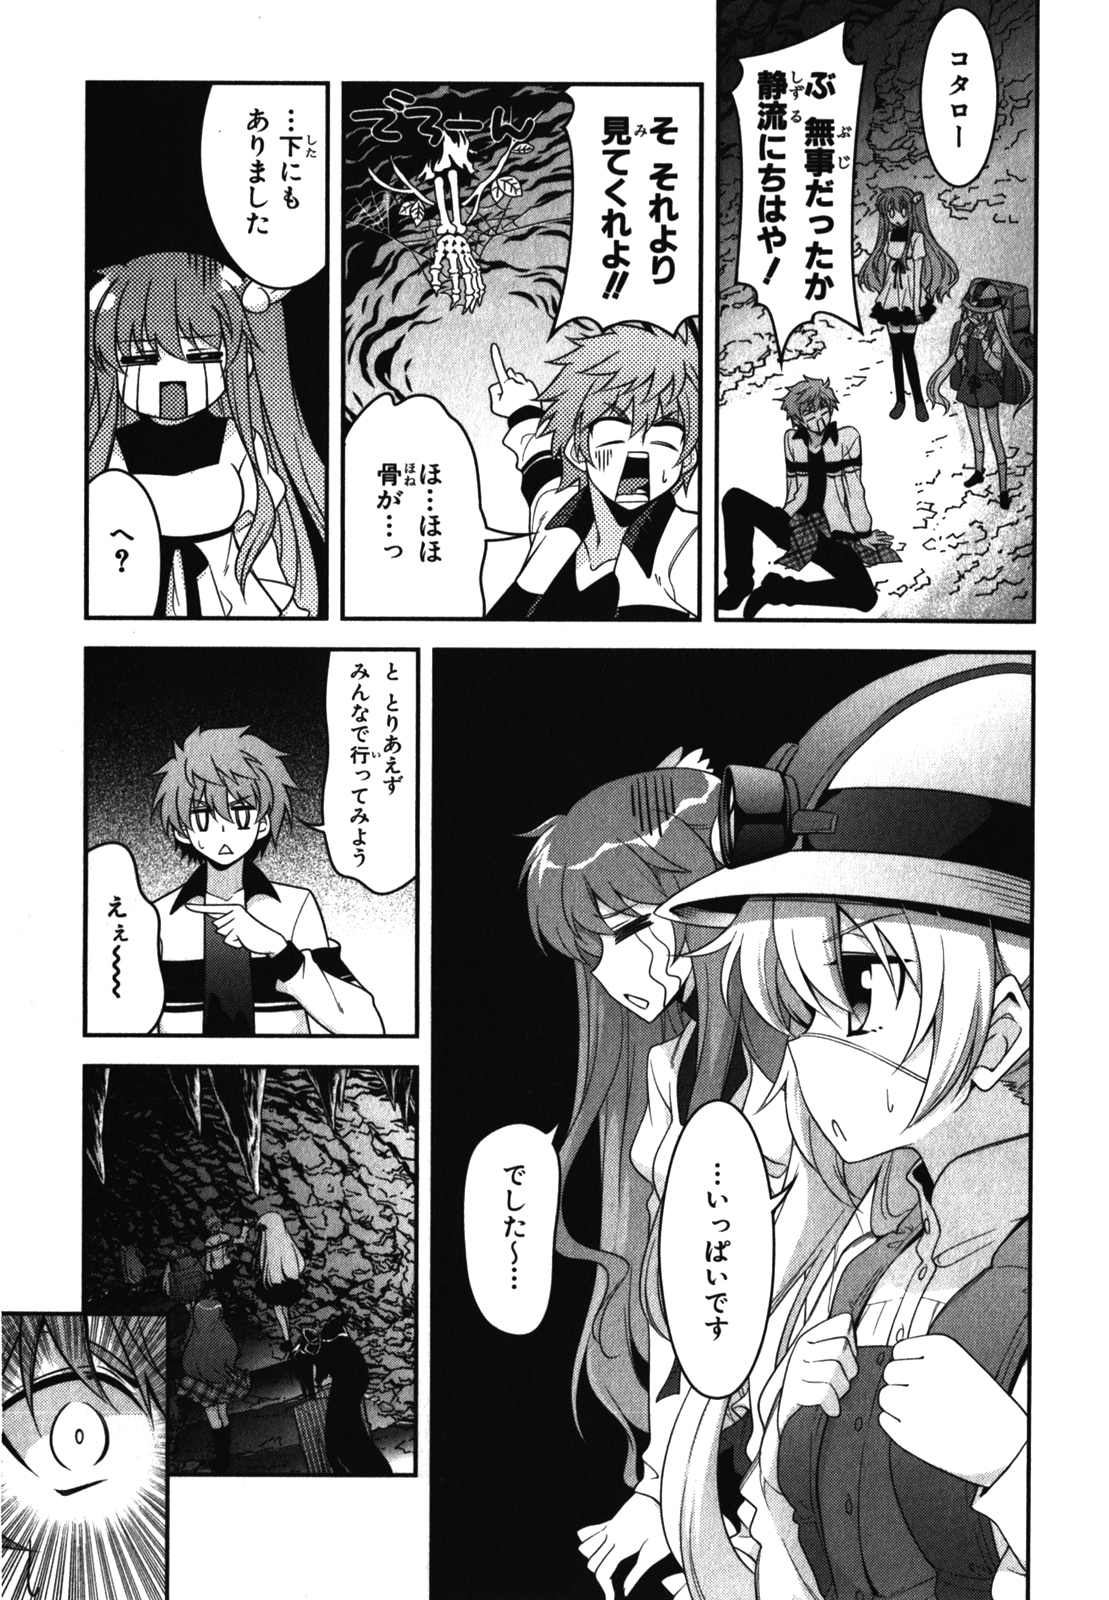 コタロー
ぶ 無事だったか
静流にちはや！
そ それより
見てくれよ!!
でろーん
ほ…ほほ
骨が…っ
…下にも
ありました
へ？
…いっぱいです
でした～…
と とりあえず
みんなで行ってみよう
えぇ～～